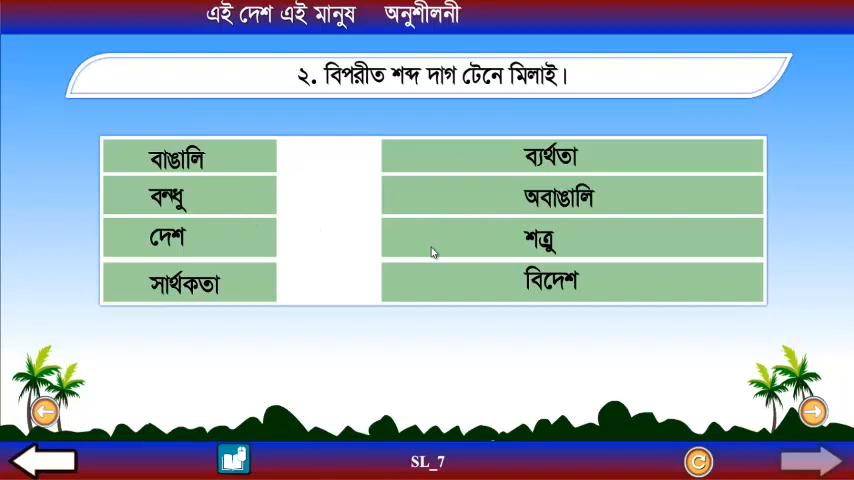 এই দেশ এই মানুষ অনুশীলনী
২. বিপরীত শব্দ দাগ টেনে মিলাই।
বাঙালি ব্যর্থতা
বন্ধু অবাঙালি
দেশ শত্রু
সার্থকতা বিদেশ
SL_7